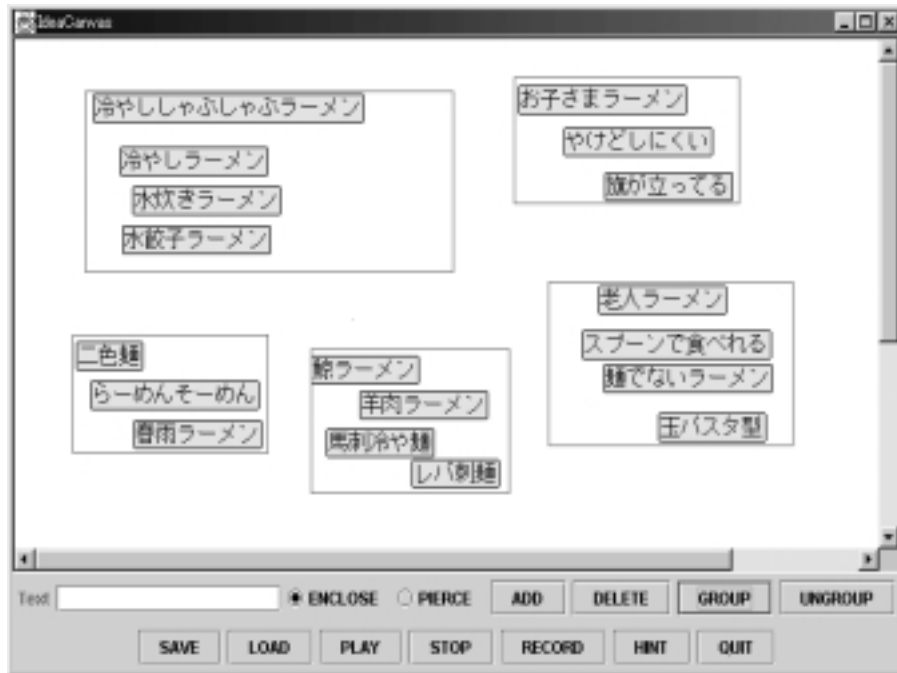 IdeaCanvas
冷やししゃぶしゃぶラーメン
冷やしラーメン
水炊きラーメン
水餃子ラーメン
お子さまラーメン
やけどしにくい
旗が立ってる
二色麺
らーめんそーめん
春雨ラーメン
鯨ラーメン
羊肉ラーメン
馬刺冷や麺
レバ刺麺
老人ラーメン
スプーンで食べれる
麺でないラーメン
玉パスタ型
Text ENCLOSE PIERCE ADD DELETE GROUP UNGROUP
SAVE LOAD PLAY STOP RECORD HINT QUIT